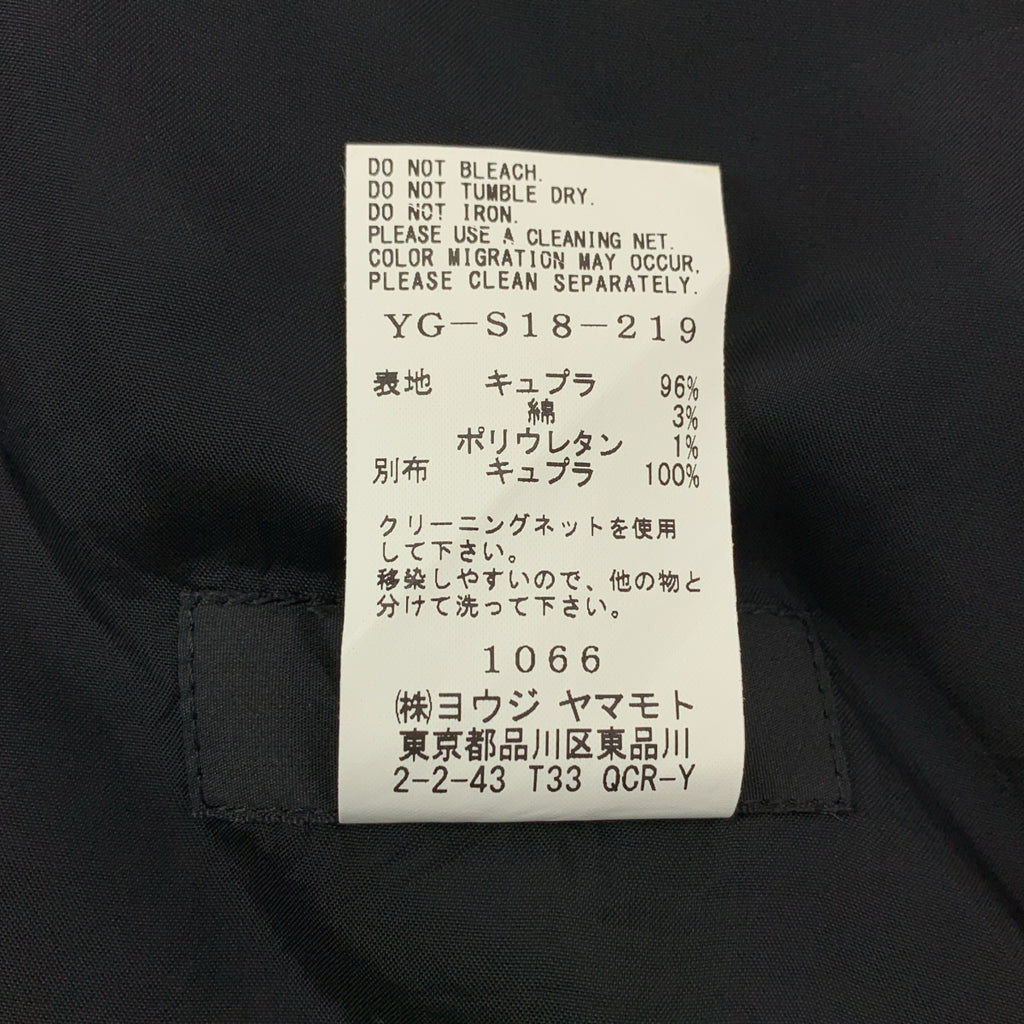 DO NOT BLEACH.
DO NOT TUMBLE DRY.
DO NOT IRON.
PLEASE USE A CLEANING NET.
COLOR MIGRATION MAY OCCUR,
PLEASE CLEAN SEPARATELY.
YG-S18-219
表地 キュプラ 96%
綿 3%
ポリウレタン 1%
別布 キュプラ 100%
クリーニングネットを使用
して下さい。
移染しやすいので、他の物と
分けて洗って下さい。
1066
㈱ヨウジ ヤマモト
東京都品川区東品川
2-2-43 T33 QCR-Y